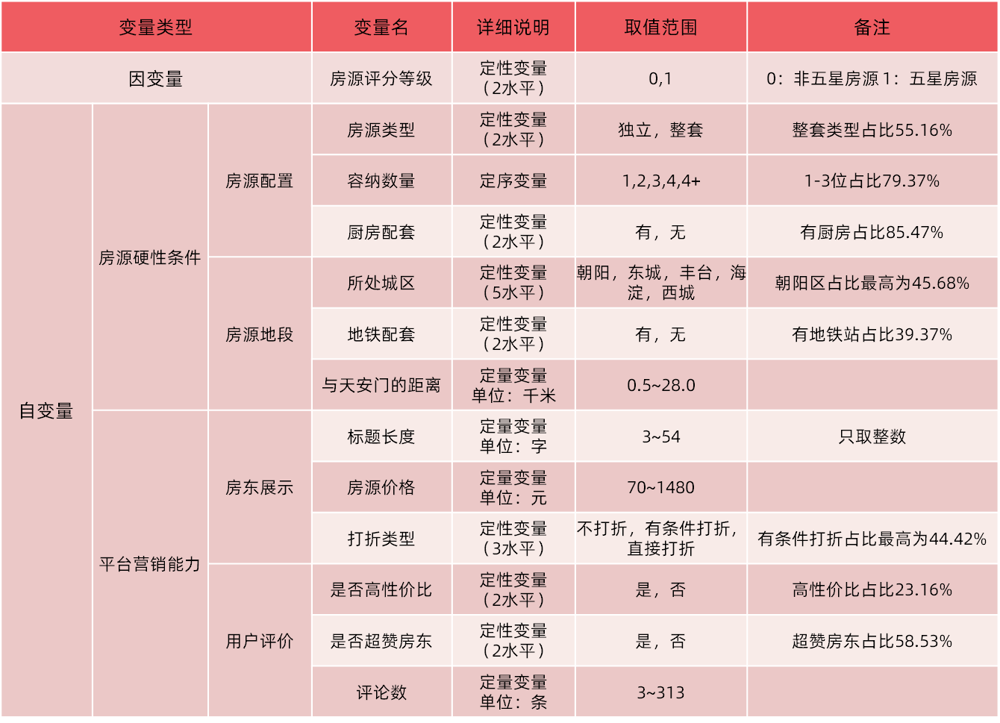 变量类型 变量名 详细说明 取值范围 备注
因变量 房源评分等级 定性变量
（2水平） 0,1 0：非五星房源 1：五星房源
自变量
房源硬性条件
房源配置
房源类型 定性变量
（2水平） 独立，整套 整套类型占比55.16%
容纳数量 定序变量 1,2,3,4,4+ 1-3位占比79.37%
厨房配套 定性变量
（2水平） 有，无 有厨房占比85.47%
房源地段
所处城区 定性变量
（5水平） 朝阳，东城，丰台，海
淀，西城 朝阳区占比最高为45.68%
地铁配套 定性变量
（2水平） 有，无 有地铁站占比39.37%
与天安门的距离 定量变量
单位：千米 0.5~28.0
平台营销能力
房东展示
标题长度 定量变量
单位：字 3~54 只取整数
房源价格 定量变量
单位：元 70~1480
打折类型 定性变量
（3水平） 不打折，有条件打折，
直接打折 有条件打折占比最高为44.42%
用户评价
是否高性价比 定性变量
（2水平） 是，否 高性价比占比23.16%
是否超赞房东 定性变量
（2水平） 是，否 超赞房东占比58.53%
评论数 定量变量
单位：条 3~313